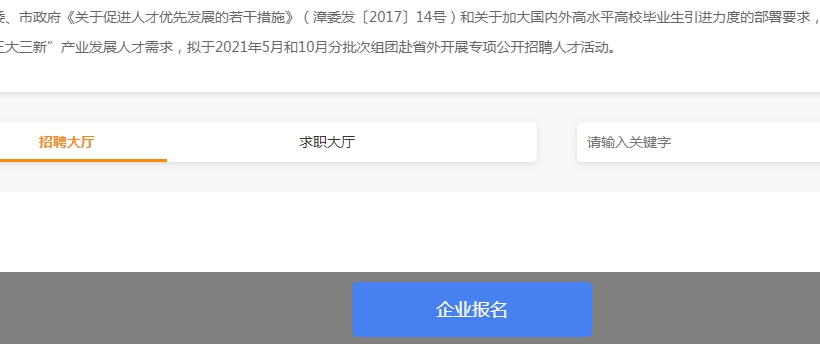 委、市政府《关于促进人才优先发展的若干措施》（漳委发〔2017〕14号）和关于加大国内外高水平高校毕业生引进力度的部署要求，
三大三新”产业发展人才需求，拟于2021年5月和10月分批次组团赴省外开展专项公开招聘人才活动。
招聘大厅 求职大厅 请输入关键字
企业报名